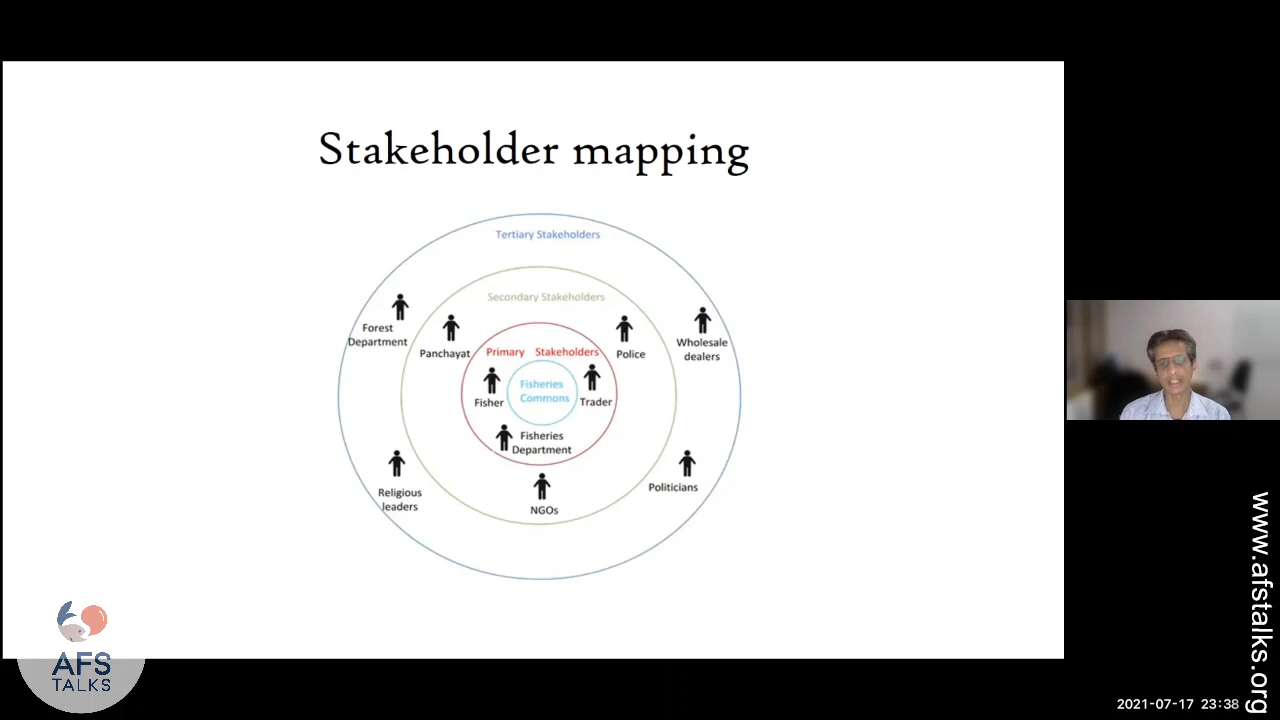 Stakeholder mapping
Tertiary Stakeholders
Secondary Stakeholders
Forest
Department
Panchayat
Primary Stakeholders
Police
Wholesale
dealers
Fisheries
Commons
Fisher
Trader
Fisheries
Department
Religious
leaders
NGOs
Politicians
AFS
TALKS
www.afstalks.org
2021-07-17 23:38